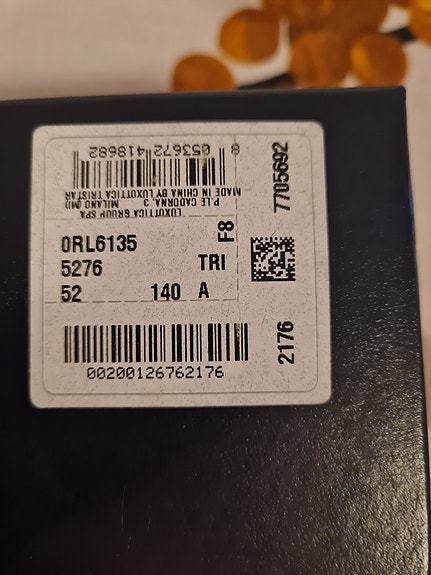 8 053672 418682
MADE IN CHINA BY LUXOTTICA TRISTAR
P.LE CADORNA, 3 MILANO (MI)
LUXOTTICA GROUP SPA
0RL6135 F8
5276 TRI
52 140 A
00200126762176
7705692
2176